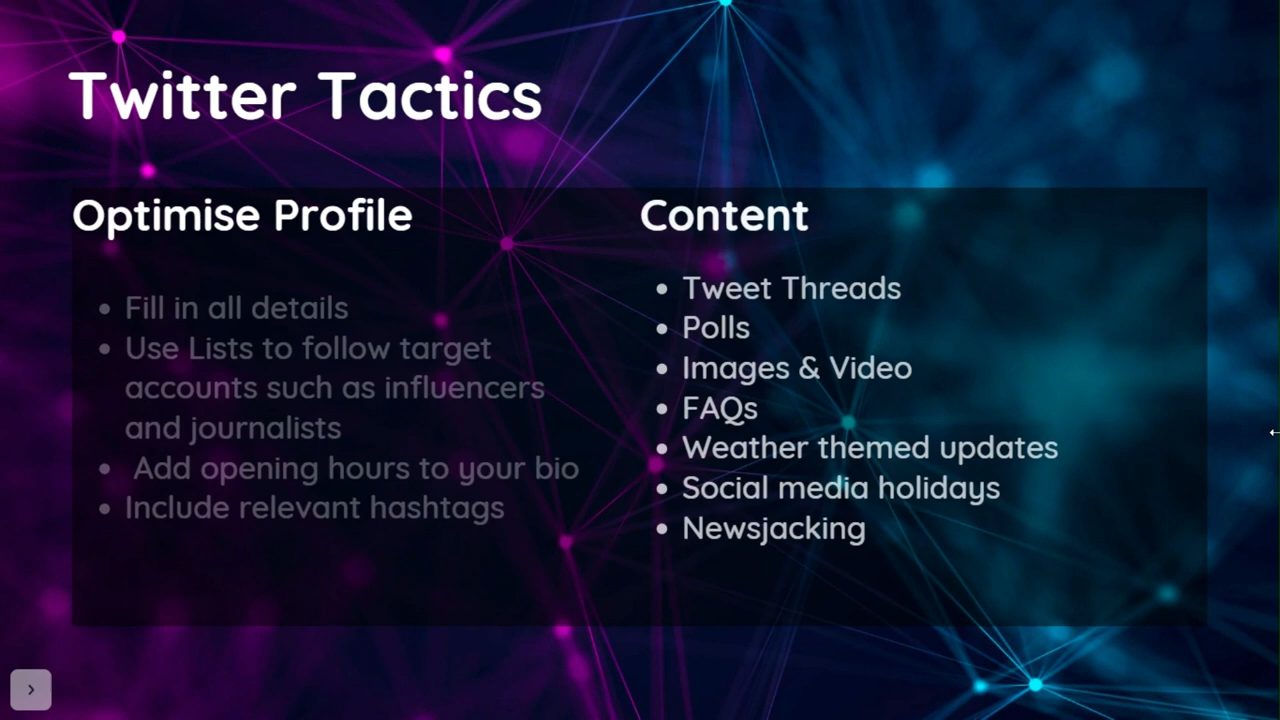 Twitter Tactics
Optimise Profile
• Fill in all details
• Use Lists to follow target
accounts such as influencers
and journalists
• Add opening hours to your bio
• Include relevant hashtags
Content
• Tweet Threads
• Polls
• Images & Video
• FAQs
• Weather themed updates
• Social media holidays
• Newsjacking